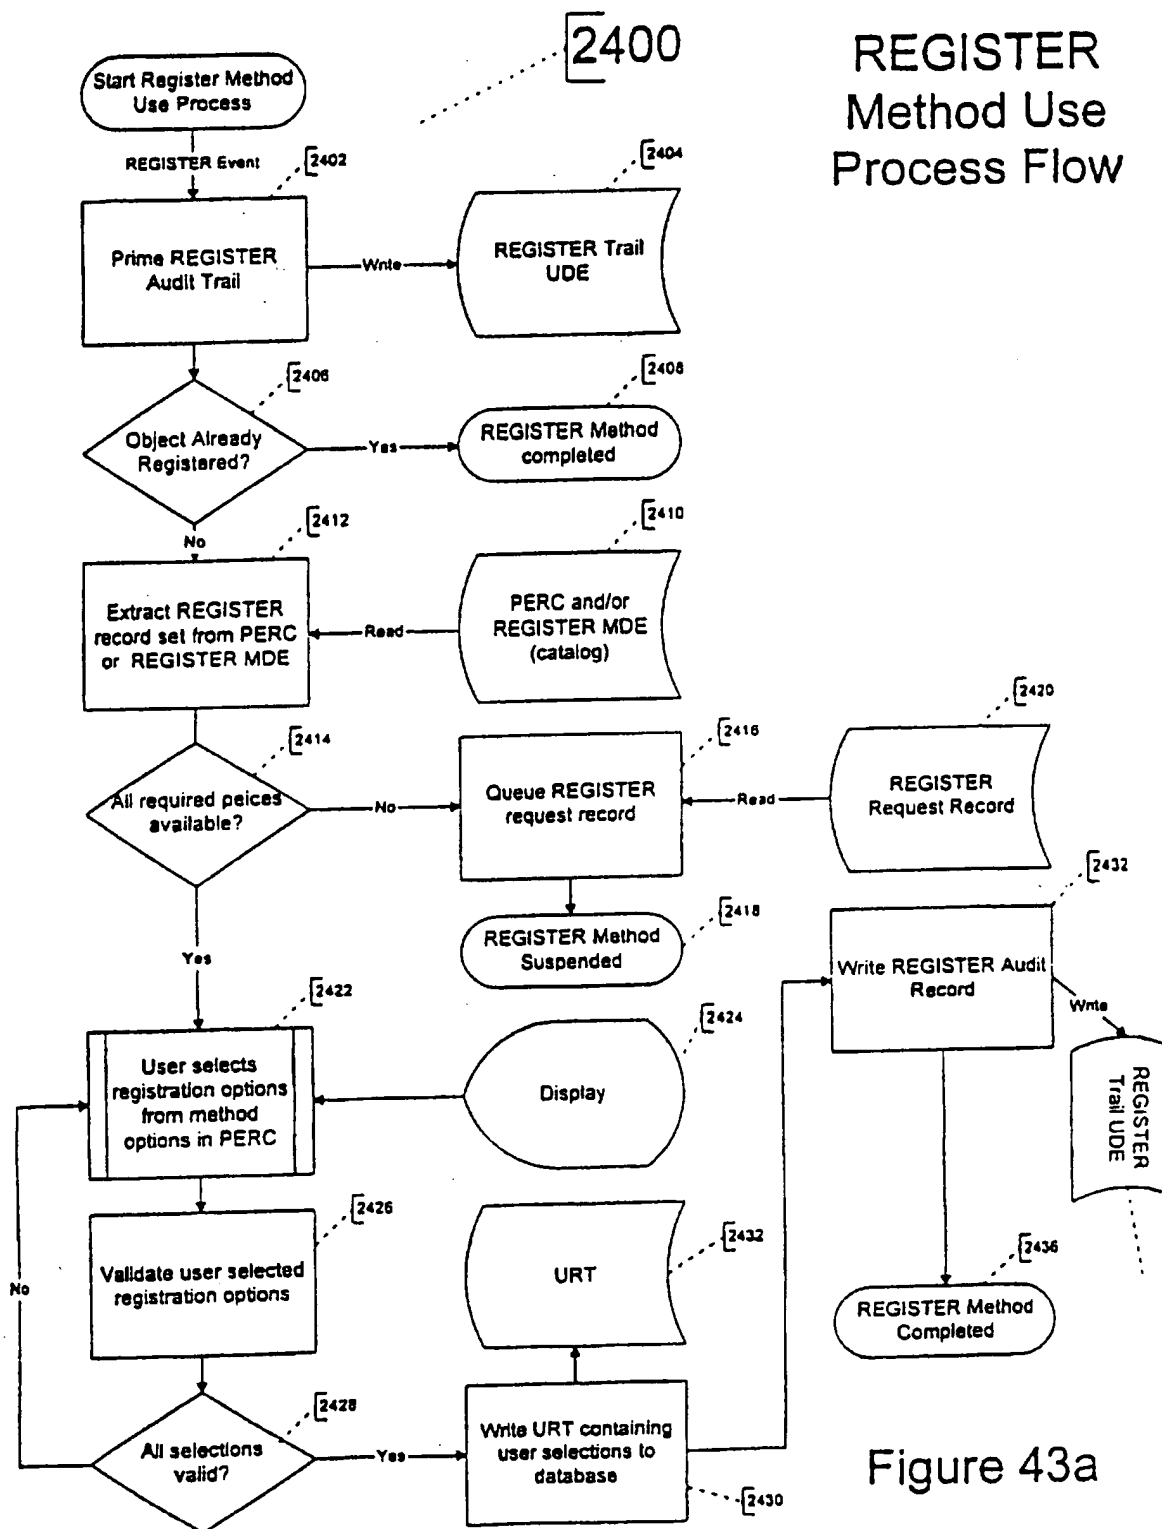 2400
REGISTER
Method Use
Process Flow
Start Register Method
Use Process
REGISTER Event
2402
2404
Prime REGISTER
Audit Trail
Write
REGISTER Trail
UDE
2406
2408
Object Already
Registered?
Yes
REGISTER Method
completed
No
2412
2410
Extract REGISTER
record set from PERC
or REGISTER MDE
Read
PERC and/or
REGISTER MDE
(catalog)
2414
2416
2420
All required peices
available?
No
Queue REGISTER
request record
Read
REGISTER
Request Record
2418
REGISTER Method
Suspended
2432
Write REGISTER Audit
Record
Write
REGISTER
Trail UDE
Yes
2422
2424
User selects
registration options
from method
options in PERC
Display
2426
2432
Validate user selected
registration options
URT
2436
REGISTER Method
Completed
No
2428
All selections
valid?
Yes
Write URT containing
user selections to
database
2430
Figure 43a